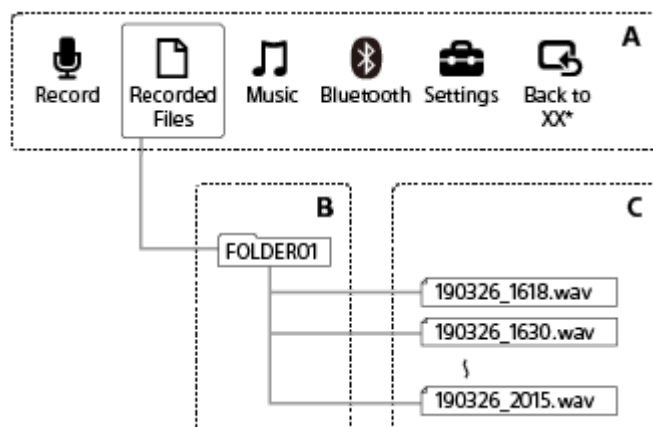 A
Record
Recorded
Files
Music
Bluetooth
Settings
Back to
XX*
B
C
FOLDER01
190326_1618.wav
190326_1630.wav
190326_2015.wav